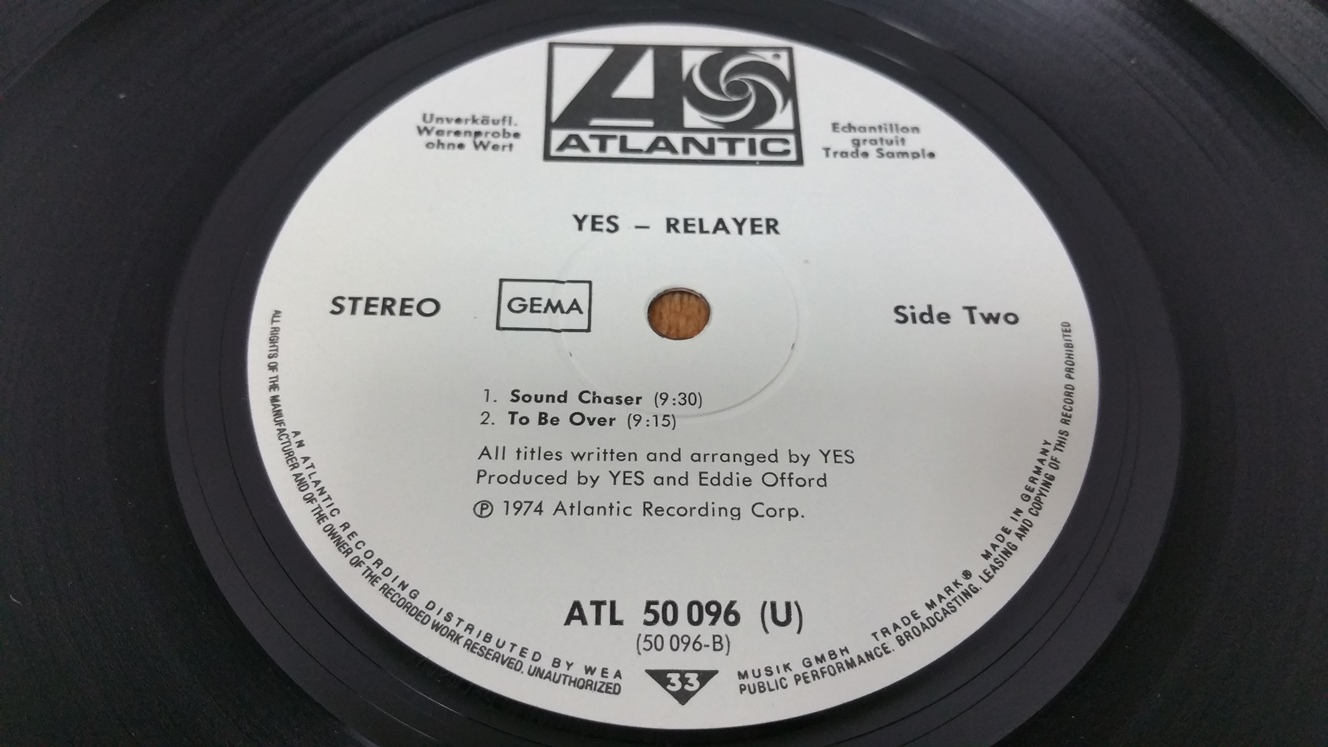 Unverkäufl.
Warenprobe
ohne Wert
ATLANTIC
Echantillon
gratuit
Trade Sample
YES – RELAYER
STEREO
GEMA
Side Two
1. Sound Chaser (9:30)
2. To Be Over (9:15)
All titles written and arranged by YES
Produced by YES and Eddie Offord
℗ 1974 Atlantic Recording Corp.
ATL 50 096 (U)
(50 096-B)
33
AN ATLANTIC RECORDING DISTRIBUTED BY WEA MUSIK GMBH TRADE MARK® MADE IN GERMANY
ALL RIGHTS OF THE MANUFACTURER AND OF THE OWNER OF THE RECORDED WORK RESERVED. UNAUTHORIZED PUBLIC PERFORMANCE. BROADCASTING. LEASING AND COPYING OF THIS RECORD PROHIBITED